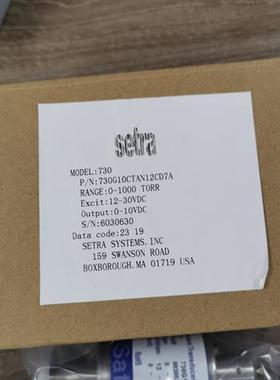 setra
MODEL:730
P/N:730G10CTAN12CD7A
RANGE:0-1000 TORR
Excit:12-30VDC
Output:0-10VDC
S/N:6030630
Data code:23 19
SETRA SYSTEMS.INC
159 SWANSON ROAD
BOXBOROUGH.MA 01719 USA